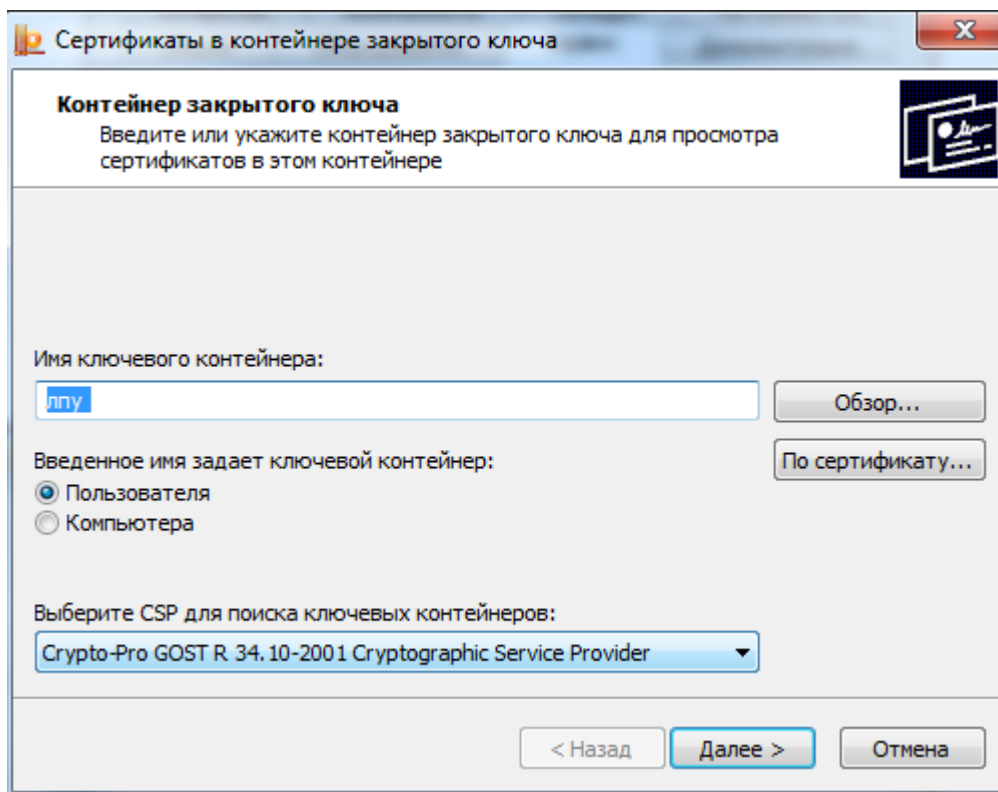 Сертификаты в контейнере закрытого ключа
Контейнер закрытого ключа
Введите или укажите контейнер закрытого ключа для просмотра
сертификатов в этом контейнере
Имя ключевого контейнера:
лпу
Обзор...
Введенное имя задает ключевой контейнер:
По сертификату...
Пользователя
Компьютера
Выберите CSP для поиска ключевых контейнеров:
Crypto-Pro GOST R 34.10-2001 Cryptographic Service Provider
< Назад
Далее >
Отмена